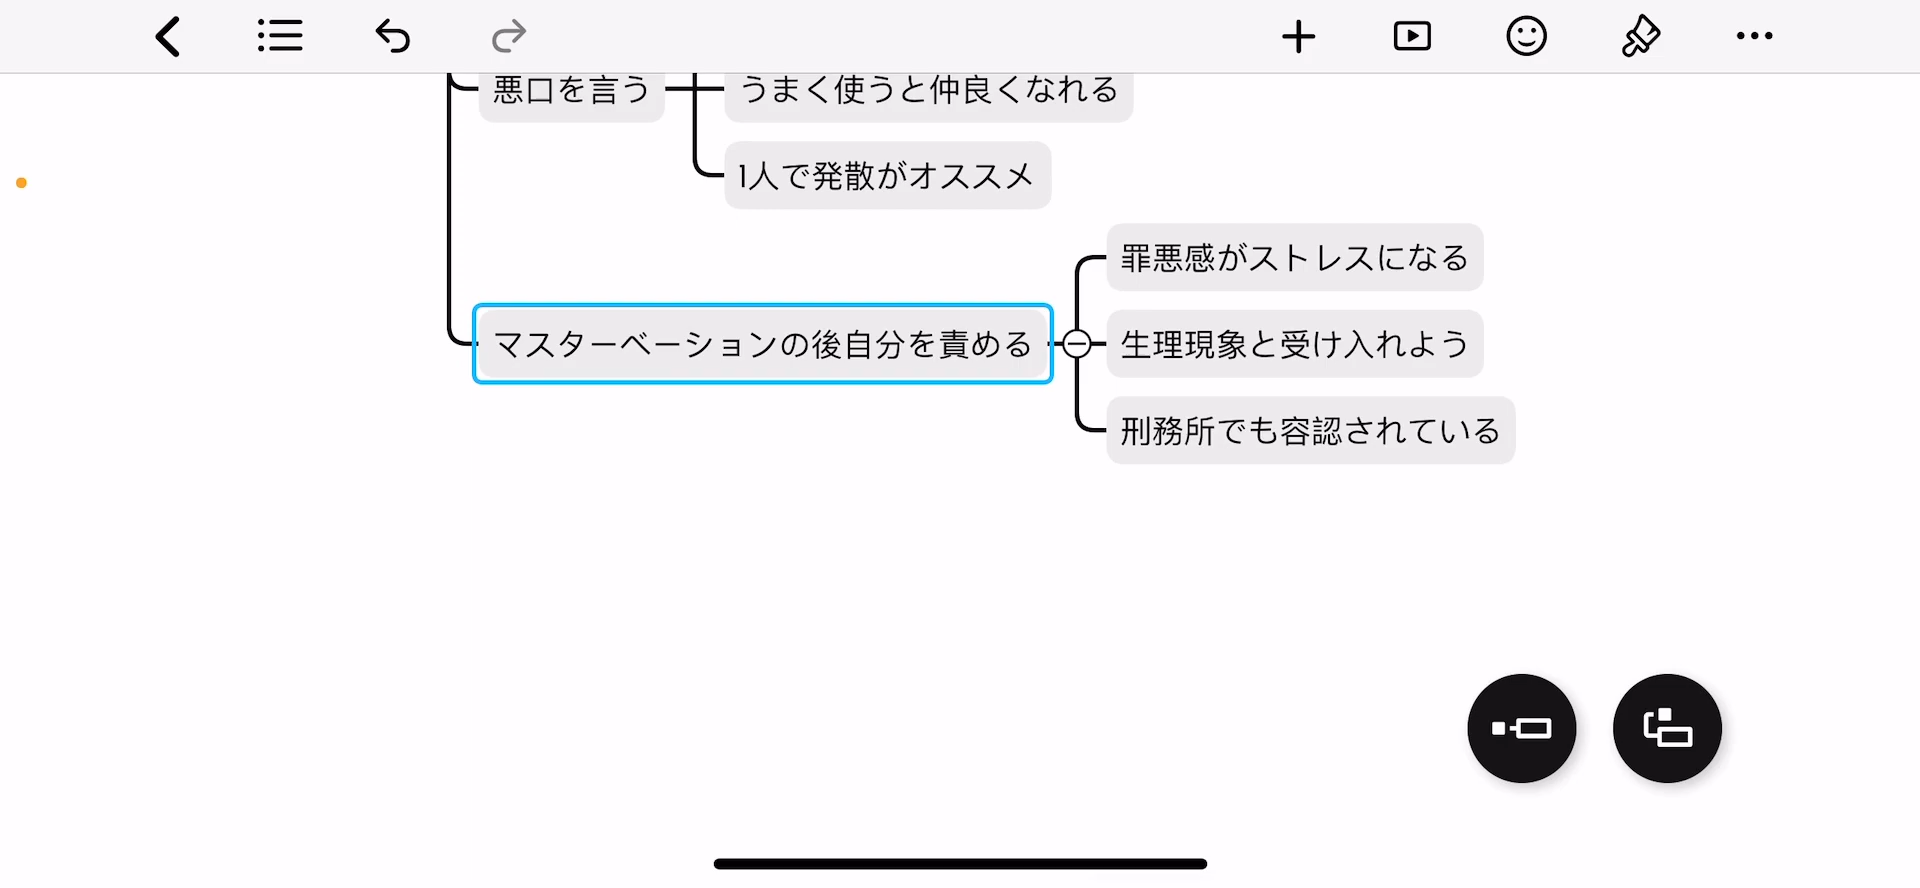 悪口を言う
うまく使うと仲良くなれる
1人で発散がオススメ
マスターベーションの後自分を責める
罪悪感がストレスになる
生理現象と受け入れよう
刑務所でも容認されている